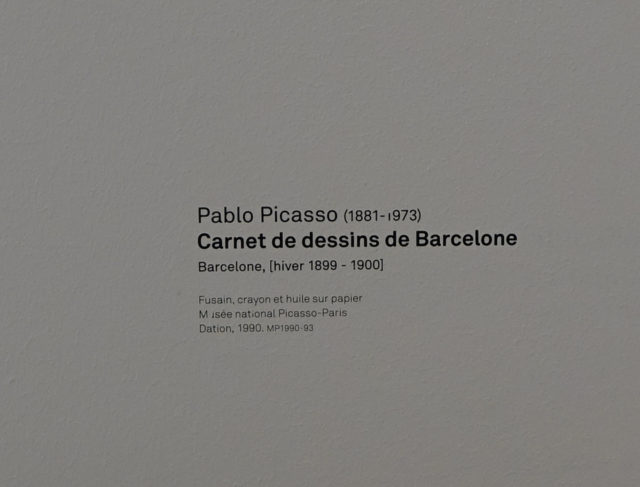 Pablo Picasso (1881-1973)
Carnet de dessins de Barcelone
Barcelone, [hiver 1899 - 1900]
Fusain, crayon et huile sur papier
Musée national Picasso-Paris
Dation, 1990. MP1990-93